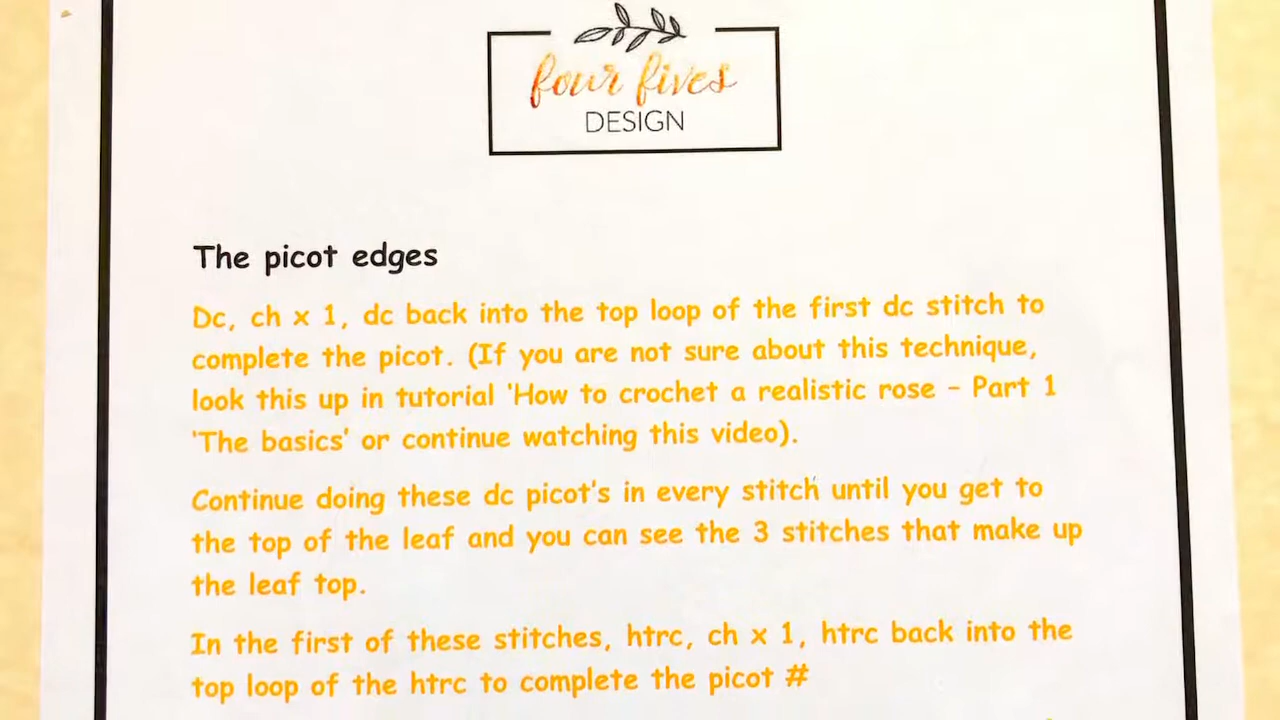 four fives
DESIGN
The picot edges
Dc, ch x 1, dc back into the top loop of the first dc stitch to
complete the picot. (If you are not sure about this technique,
look this up in tutorial 'How to crochet a realistic rose – Part 1
'The basics' or continue watching this video).
Continue doing these dc picot's in every stitch until you get to
the top of the leaf and you can see the 3 stitches that make up
the leaf top.
In the first of these stitches, htrc, ch x 1, htrc back into the
top loop of the htrc to complete the picot #